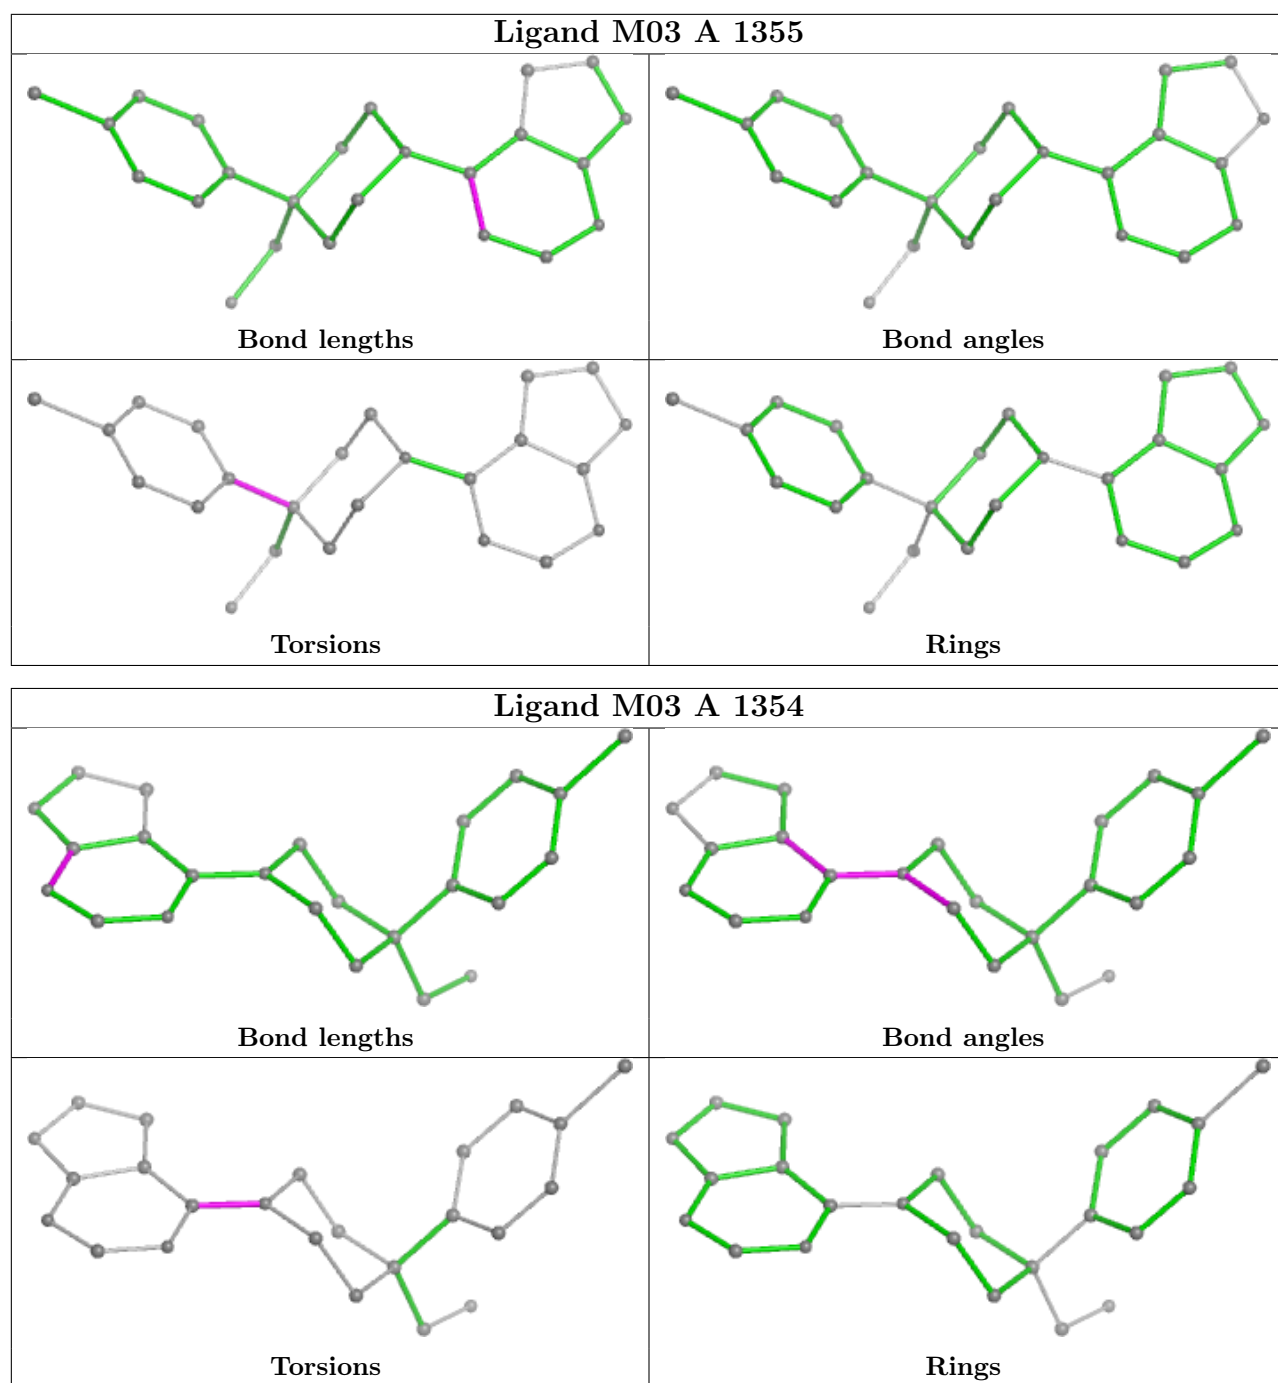 Ligand M03 A 1355
Bond lengths
Bond angles
Torsions
Rings
Ligand M03 A 1354
Bond lengths
Bond angles
Torsions
Rings